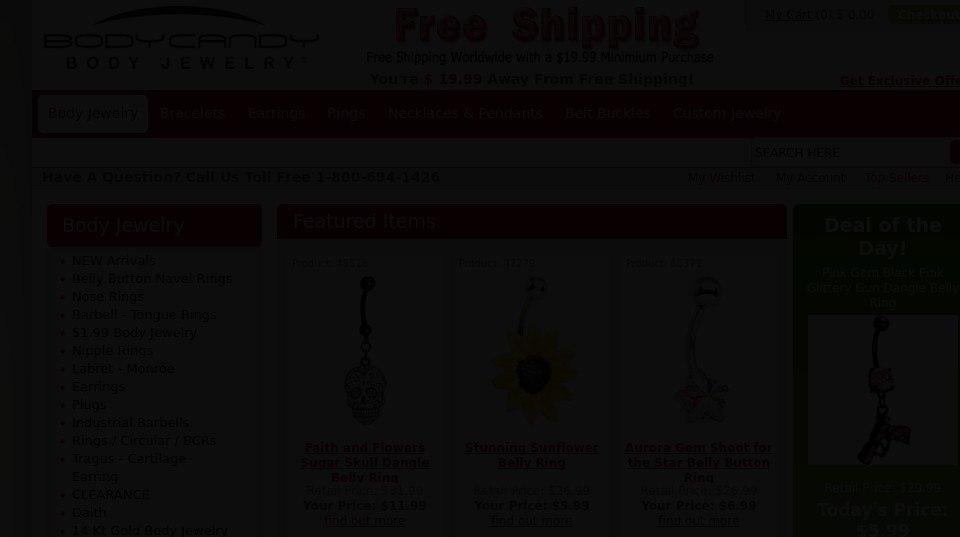 My Cart (0) $ 0.00 Checkout
BODYCANDY
BODY JEWELRY
Free Shipping
Free Shipping Worldwide with a $19.99 Minimum Purchase
You're $ 19.99 Away From Free Shipping!
Get Exclusive
Body Jewelry Bracelets Earrings Rings Necklaces & Pendants Belt Buckles Custom Jewelry
SEARCH HERE
Have A Question? Call Us Toll Free 1-800-694-1426
My Wishlist My Account Top Sellers
Body Jewelry
NEW Arrivals
Belly Button Navel Rings
Nose Rings
Barbell - Tongue Rings
$1.99 Body Jewelry
Nipple Rings
Labret - Monroe
Earrings
Plugs
Industrial Barbells
Rings / Circular / BCRs
Tragus - Cartilage
Earring
CLEARANCE
Daith
14 Kt Gold Body Jewelry
Featured Items
Faith and Flowers
Sugar Skull Dangle
Belly Ring
Retail Price: $31.99
Your Price: $11.99
find out more
Stunning Sunflower
Belly Ring
Retail Price: $26.99
Your Price: $5.99
find out more
Aurora Gem Shoot for
the Star Belly Button
Ring
Retail Price: $26.99
Your Price: $6.99
find out more
Deal of the
Day!
Pink Gem Black Pink
Glittery Gun Dangle Belly
Ring
Retail Price:
Today's Price:
$5.99